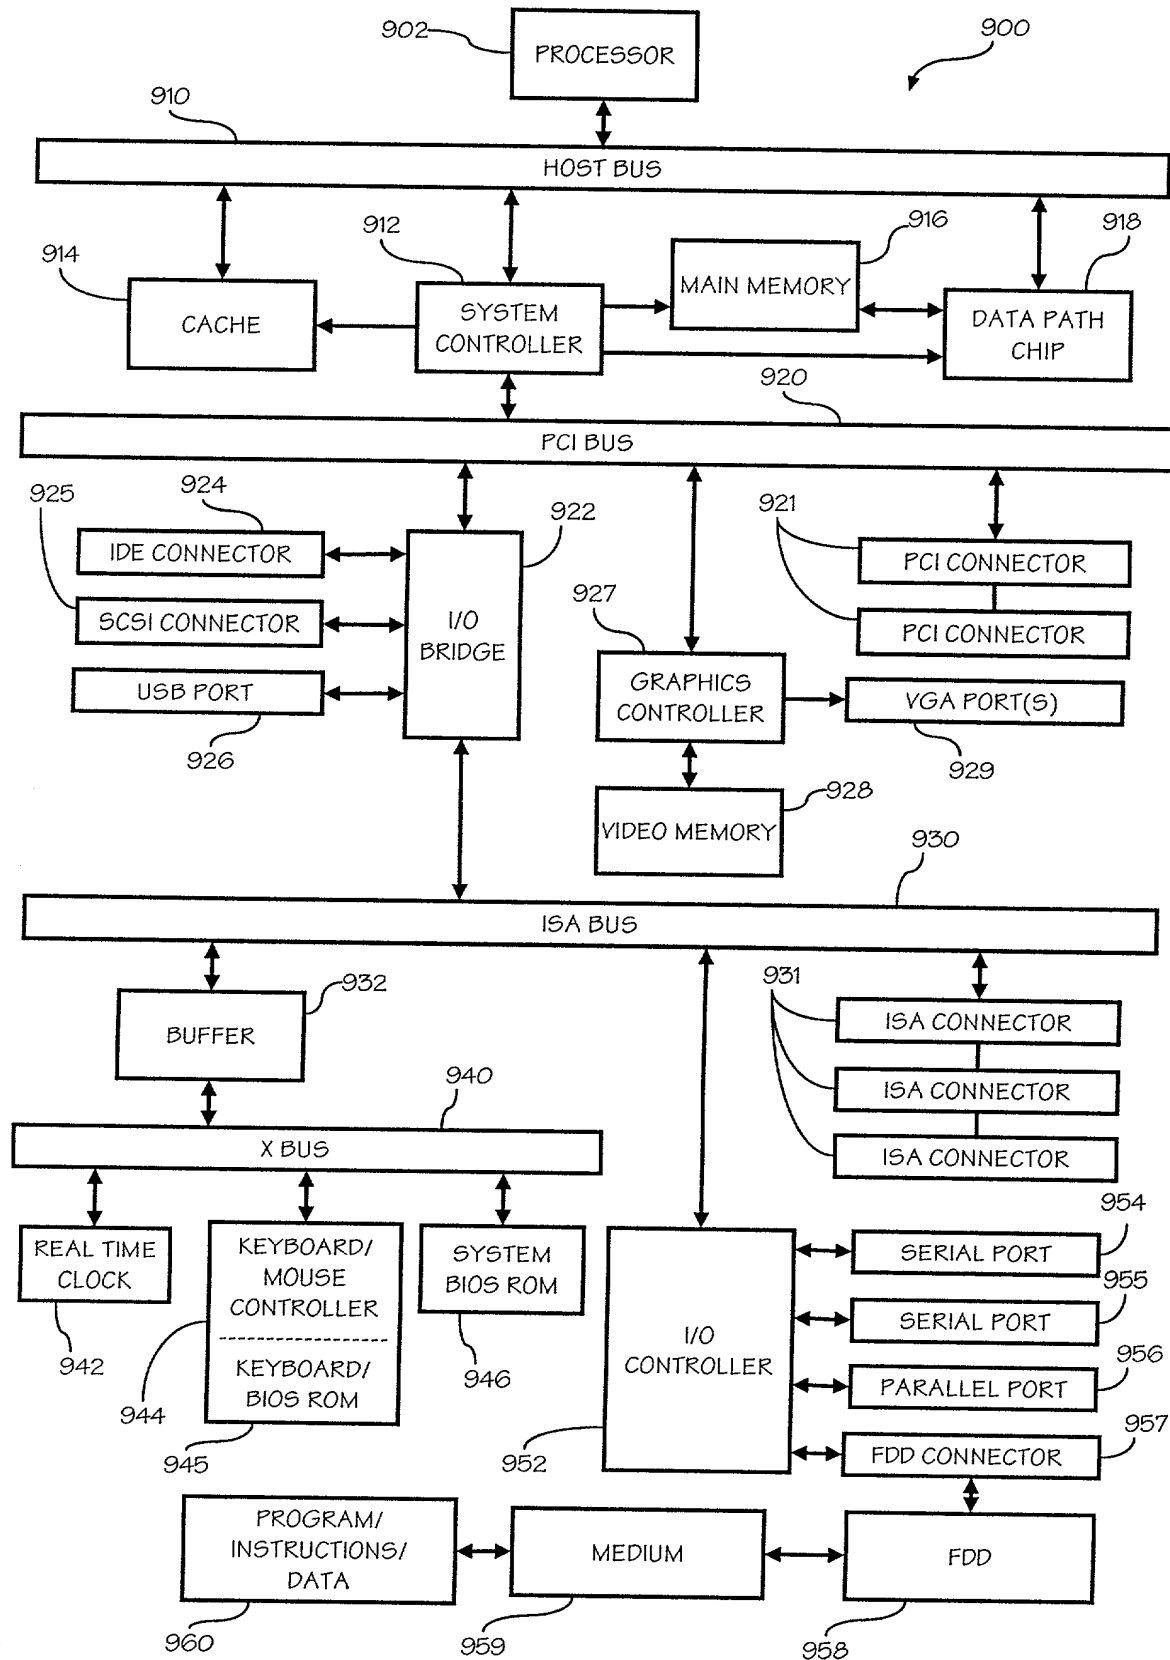 902
PROCESSOR
900
910
HOST BUS
914
912
916
918
CACHE
SYSTEM
CONTROLLER
MAIN MEMORY
DATA PATH
CHIP
920
PCI BUS
925
924
922
921
IDE CONNECTOR
SCSI CONNECTOR
USB PORT
926
I/O
BRIDGE
927
GRAPHICS
CONTROLLER
PCI CONNECTOR
PCI CONNECTOR
VGA PORT(S)
929
928
VIDEO MEMORY
930
ISA BUS
932
BUFFER
931
ISA CONNECTOR
ISA CONNECTOR
ISA CONNECTOR
940
X BUS
REAL TIME
CLOCK
942
KEYBOARD/
MOUSE
CONTROLLER
KEYBOARD/
BIOS ROM
944
945
SYSTEM
BIOS ROM
946
I/O
CONTROLLER
952
954
SERIAL PORT
955
SERIAL PORT
956
PARALLEL PORT
957
FDD CONNECTOR
PROGRAM/
INSTRUCTIONS/
DATA
960
MEDIUM
959
FDD
958